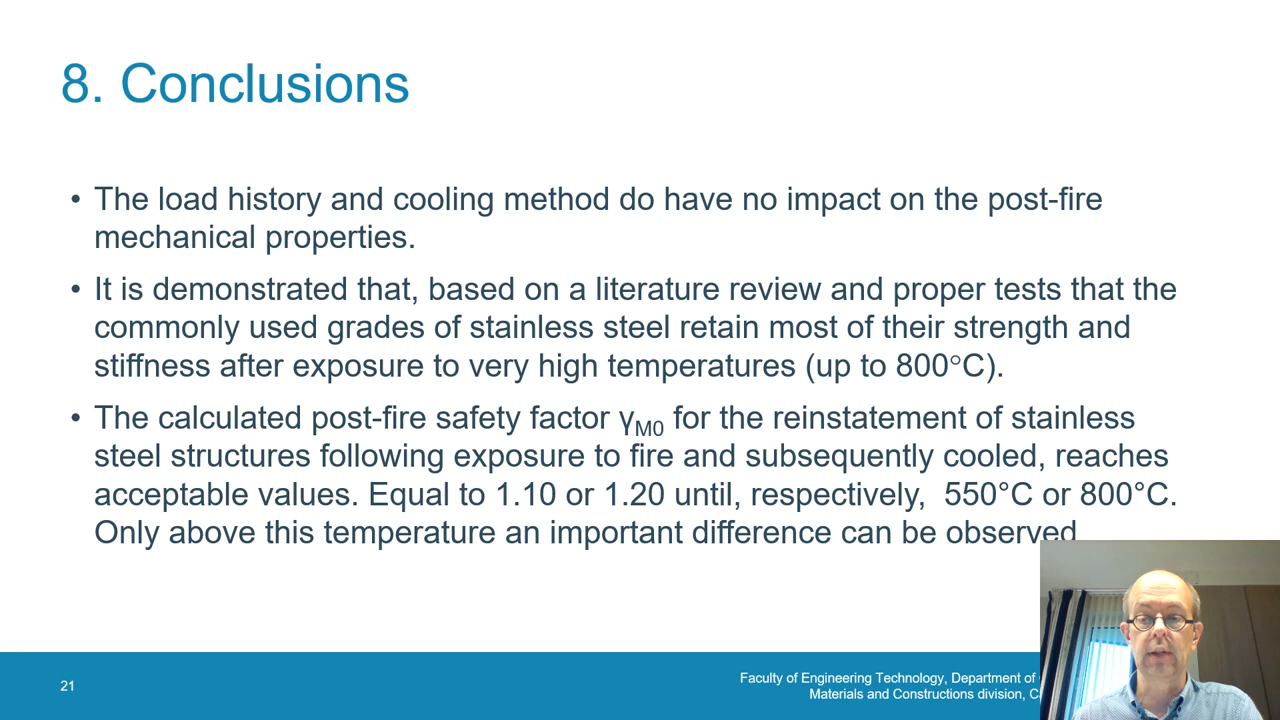 8. Conclusions
• The load history and cooling method do have no impact on the post-fire
mechanical properties.
• It is demonstrated that, based on a literature review and proper tests that the
commonly used grades of stainless steel retain most of their strength and
stiffness after exposure to very high temperatures (up to 800°C).
• The calculated post-fire safety factor γM0 for the reinstatement of stainless
steel structures following exposure to fire and subsequently cooled, reaches
acceptable values. Equal to 1.10 or 1.20 until, respectively, 550°C or 800°C.
Only above this temperature an important difference can be observed
21
Faculty of Engineering Technology, Department of
Materials and Constructions division,